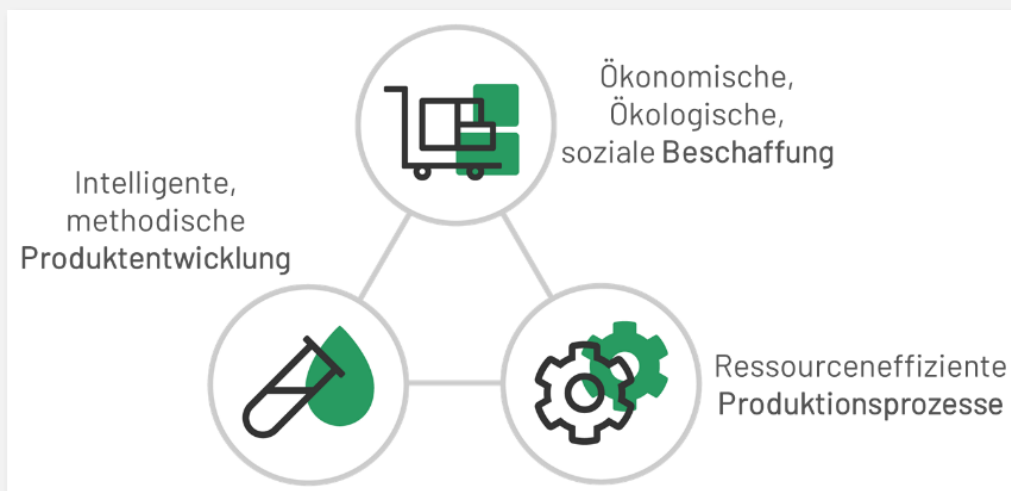 Ökonomische,
Ökologische,
soziale Beschaffung
Intelligente,
methodische
Produktentwicklung
Ressourceneffiziente
Produktionsprozesse